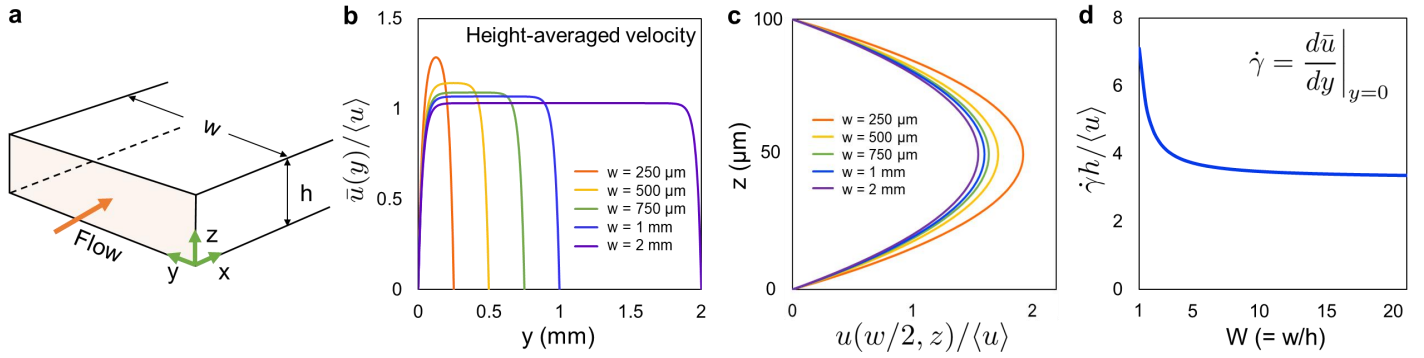 a
w
h
Flow
z
y
x
b
Height-averaged velocity
ū(y)/⟨u⟩
1.5
1
0.5
0
w = 250 µm
w = 500 µm
w = 750 µm
w = 1 mm
w = 2 mm
0 0.5 1.0 1.5 2.0
y (mm)
c
z (µm)
100
50
0
w = 250 µm
w = 500 µm
w = 750 µm
w = 1 mm
w = 2 mm
0 1 2
u(w/2, z)/⟨u⟩
d
γ̇h/⟨u⟩
8
6
4
2
0
γ̇ = dū/dy|y=0
1 5 10 15 20
W (= w/h)